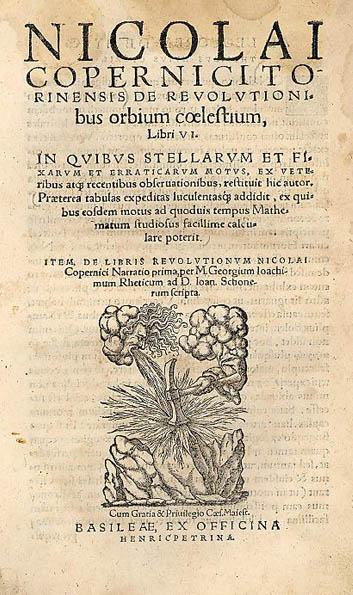 NICOLAI
COPERNICI TO-
RINENSIS DE REVOLVTIONI-
bus orbium cœlestium,
Libri VI.
IN QVIBVS STELLARVM ET FI-
XARVM ET ERRATICARVM MOTVS, EX VETE-
ribus atq; recentibus obseruationibus, restituit hic autor.
Præterea tabulas expeditas luculentasq; addidit, ex qui-
bus eosdem motus ad quoduis tempus Mathe-
matum studiosus facillime calcu-
lare poterit.
ITEM, DE LIBRIS REVOLVTIONVM NICOLAI
Copernici Narratio prima, per M. Georgium Ioachi-
mum Rheticum ad D. Ioan. Schone-
rum scripta.
Cum Gratia & Priuilegio Cæs. Maiest.
BASILEAE, EX OFFICINA
HENRICPETRINA.